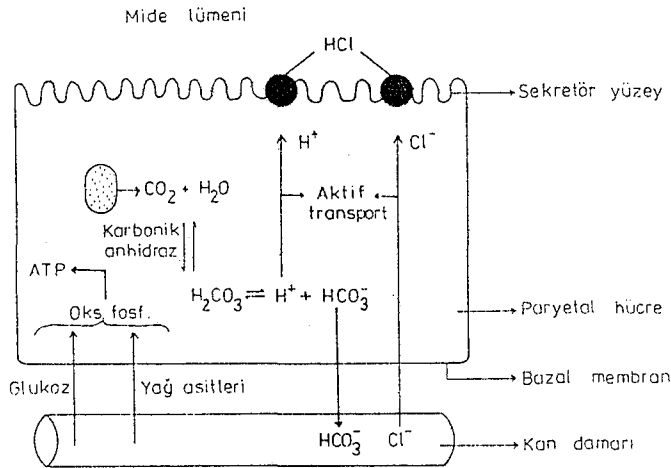 Mide lümeni
HCl
Sekretör yüzey
H⁺
Cl⁻
CO₂ + H₂O
Aktif
transport
Karbonik
anhidraz
ATP
H₂CO₃ ⇌ H⁺ + HCO₃⁻
Oks. fosf.
Paryetal hücre
Glukoz
Yağ asitleri
Bazal membran
HCO₃⁻
Cl⁻
Kan damarı